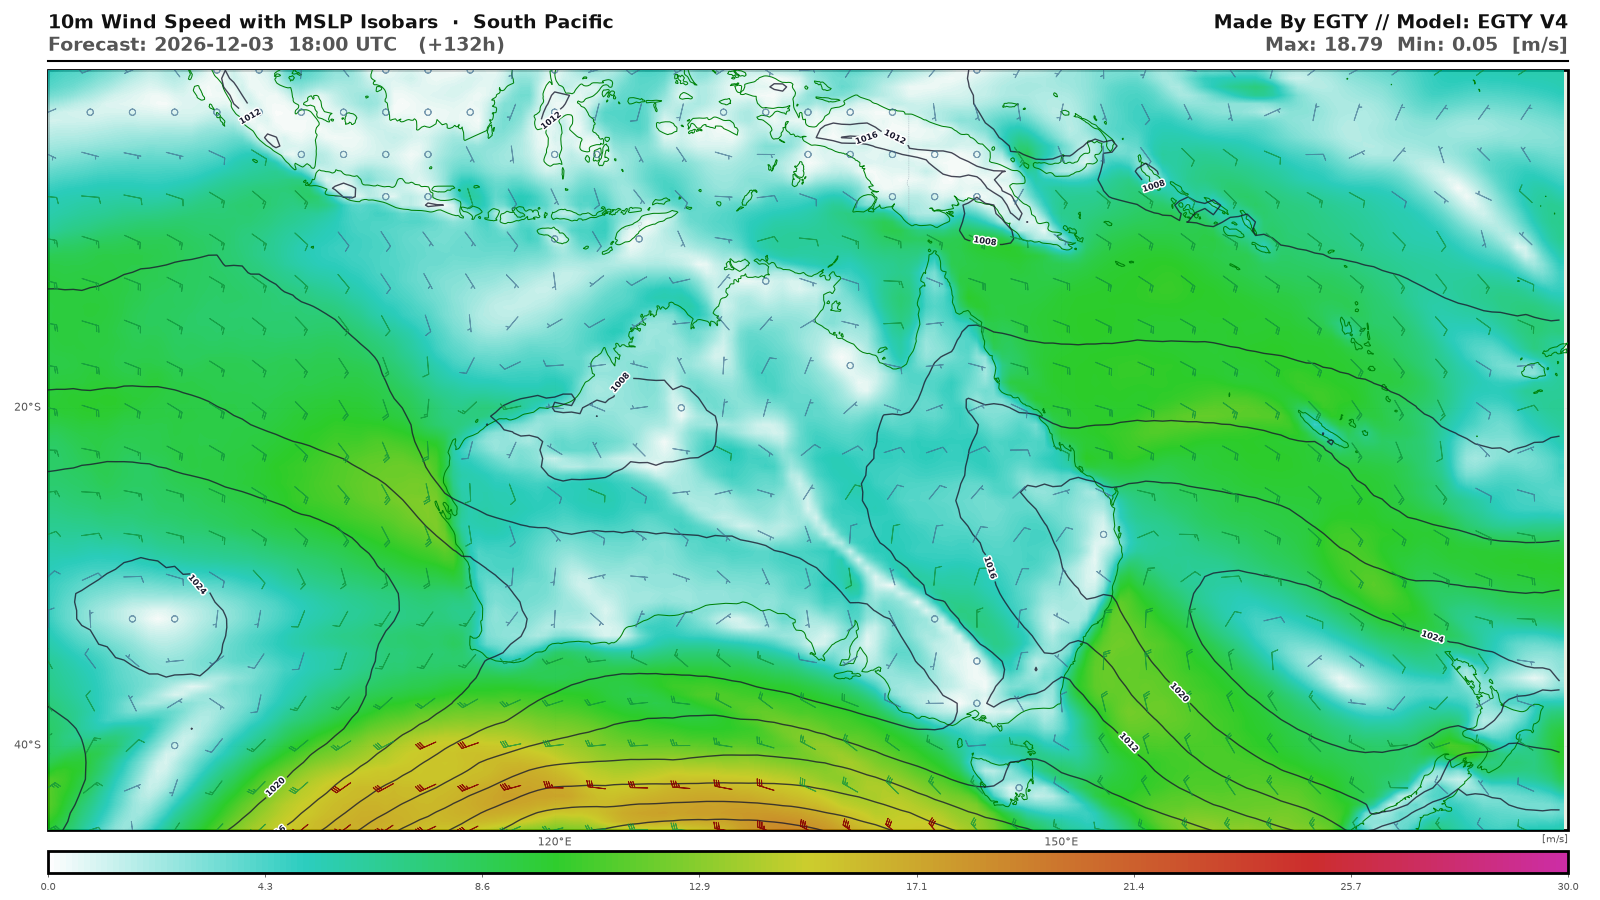 10m Wind Speed with MSLP Isobars · South Pacific
Made By EGTY // Model: EGTY V4
Forecast: 2026-12-03 18:00 UTC (+132h)
Max: 18.79 Min: 0.05 [m/s]
1012
1012
1016
1012
1008
1008
1008
20°S
1016
1024
1024
1020
1012
40°S
1020
120°E
150°E
[m/s]
0.0
4.3
8.6
12.9
17.1
21.4
25.7
30.0